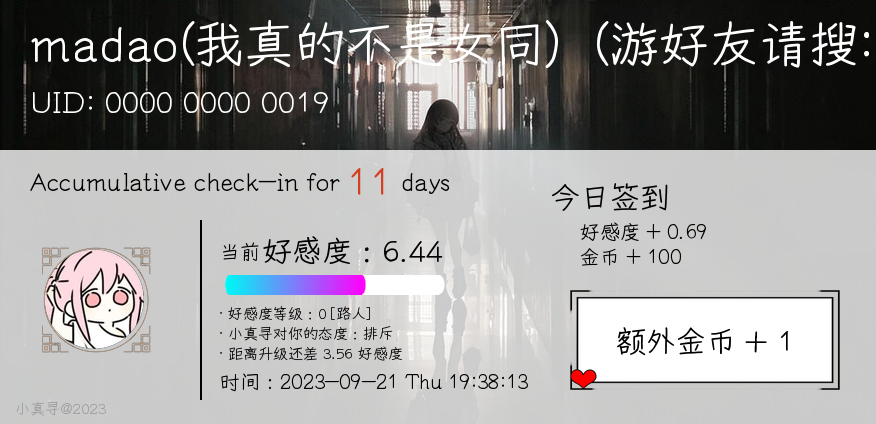 madao(我真的不是女同) (游好友请搜:
UID: 0000 0000 0019
Accumulative check-in for 11 days
今日签到
好感度 + 0.69
金币 + 100
当前好感度 : 6.44
· 好感度等级 : 0 [路人]
· 小真寻对你的态度 : 排斥
· 距离升级还差 3.56 好感度
时间 : 2023-09-21 Thu 19:38:13
额外金币 + 1
小真寻@2023